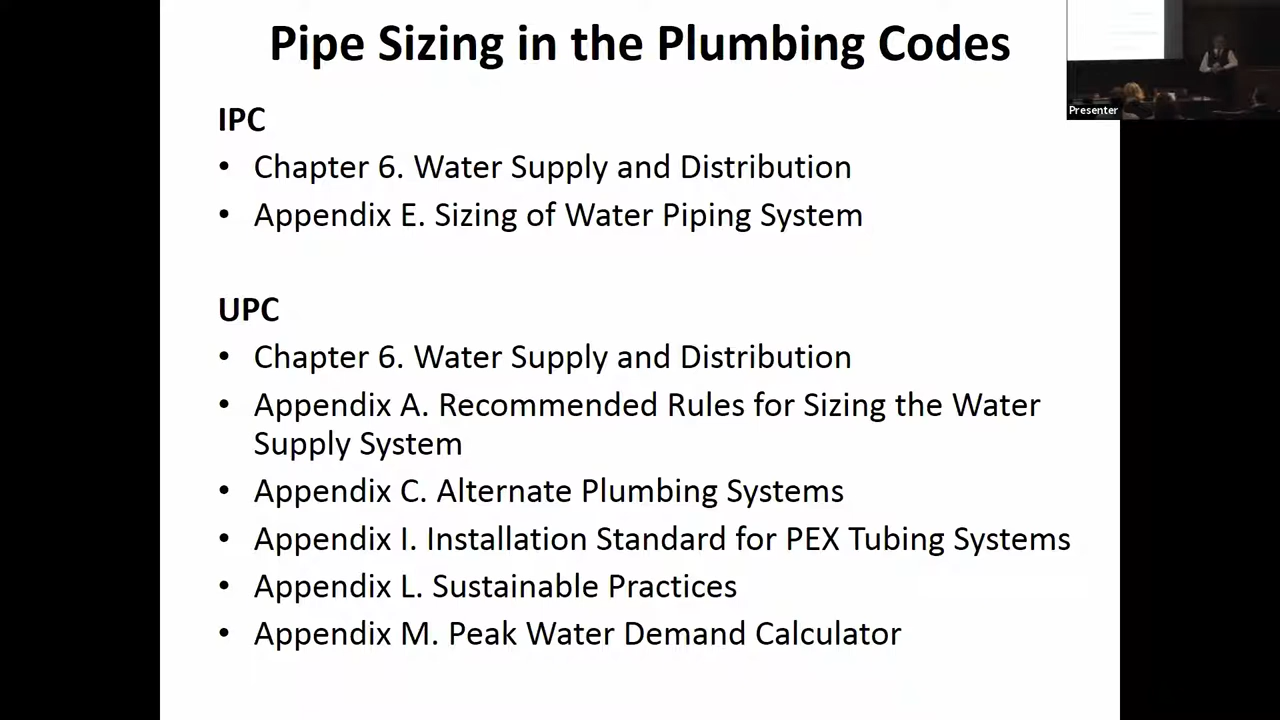 Pipe Sizing in the Plumbing Codes
Presenter
IPC
• Chapter 6. Water Supply and Distribution
• Appendix E. Sizing of Water Piping System
UPC
• Chapter 6. Water Supply and Distribution
• Appendix A. Recommended Rules for Sizing the Water
Supply System
• Appendix C. Alternate Plumbing Systems
• Appendix I. Installation Standard for PEX Tubing Systems
• Appendix L. Sustainable Practices
• Appendix M. Peak Water Demand Calculator